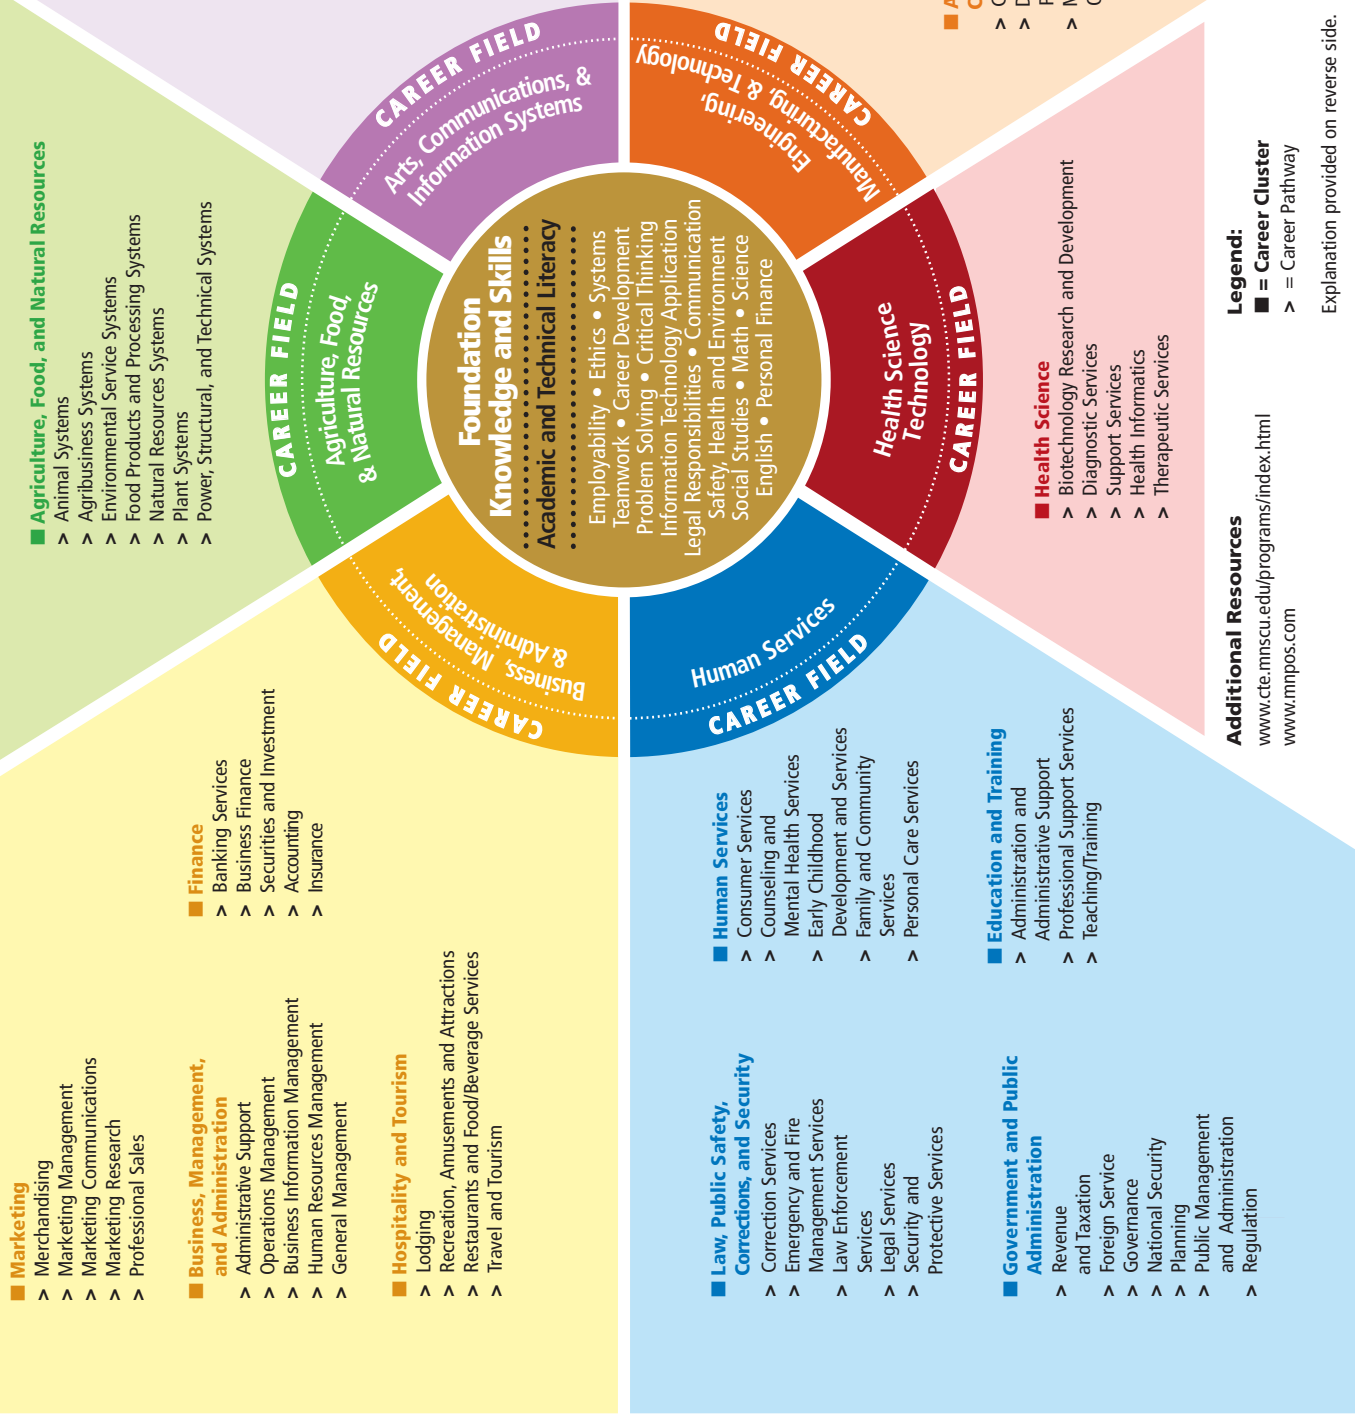 Marketing
> Merchandising
> Marketing Management
> Marketing Communications
> Marketing Research
> Professional Sales
Business, Management,
and Administration
> Administrative Support
> Operations Management
> Business Information Management
> Human Resources Management
> General Management
Hospitality and Tourism
> Lodging
> Recreation, Amusements and Attractions
> Restaurants and Food/Beverage Services
> Travel and Tourism
Finance
> Banking Services
> Business Finance
> Securities and Investment
> Accounting
> Insurance
Agriculture, Food, and Natural Resources
> Animal Systems
> Agribusiness Systems
> Environmental Service Systems
> Food Products and Processing Systems
> Natural Resources Systems
> Plant Systems
> Power, Structural, and Technical Systems
CAREER FIELD
Business, Management,
& Administration
CAREER FIELD
Agriculture, Food,
& Natural Resources
CAREER FIELD
Arts, Communications, &
Information Systems
Foundation
Knowledge and Skills
Academic and Technical Literacy
Employability • Ethics • Systems
Teamwork • Career Development
Problem Solving • Critical Thinking
Information Technology Application
Legal Responsibilities • Communication
Safety, Health and Environment
Social Studies • Math • Science
English • Personal Finance
Human Services
CAREER FIELD
Health Science
Technology
CAREER FIELD
Engineering,
Manufacturing, & Technology
CAREER FIELD
Law, Public Safety,
Corrections, and Security
> Correction Services
> Emergency and Fire
Management Services
> Law Enforcement
Services
> Legal Services
> Security and
Protective Services
Government and Public
Administration
> Revenue
and Taxation
> Foreign Service
> Governance
> National Security
> Planning
> Public Management
and Administration
> Regulation
Human Services
> Consumer Services
> Counseling and
Mental Health Services
> Early Childhood
Development and Services
> Family and Community
Services
> Personal Care Services
Education and Training
> Administration and
Administrative Support
> Professional Support Services
> Teaching/Training
Health Science
> Biotechnology Research and Development
> Diagnostic Services
> Support Services
> Health Informatics
> Therapeutic Services
Additional Resources
www.cte.mnscu.edu/programs/index.html
www.mnpos.com
Legend:
■ = Career Cluster
> = Career Pathway
Explanation provided on reverse side.